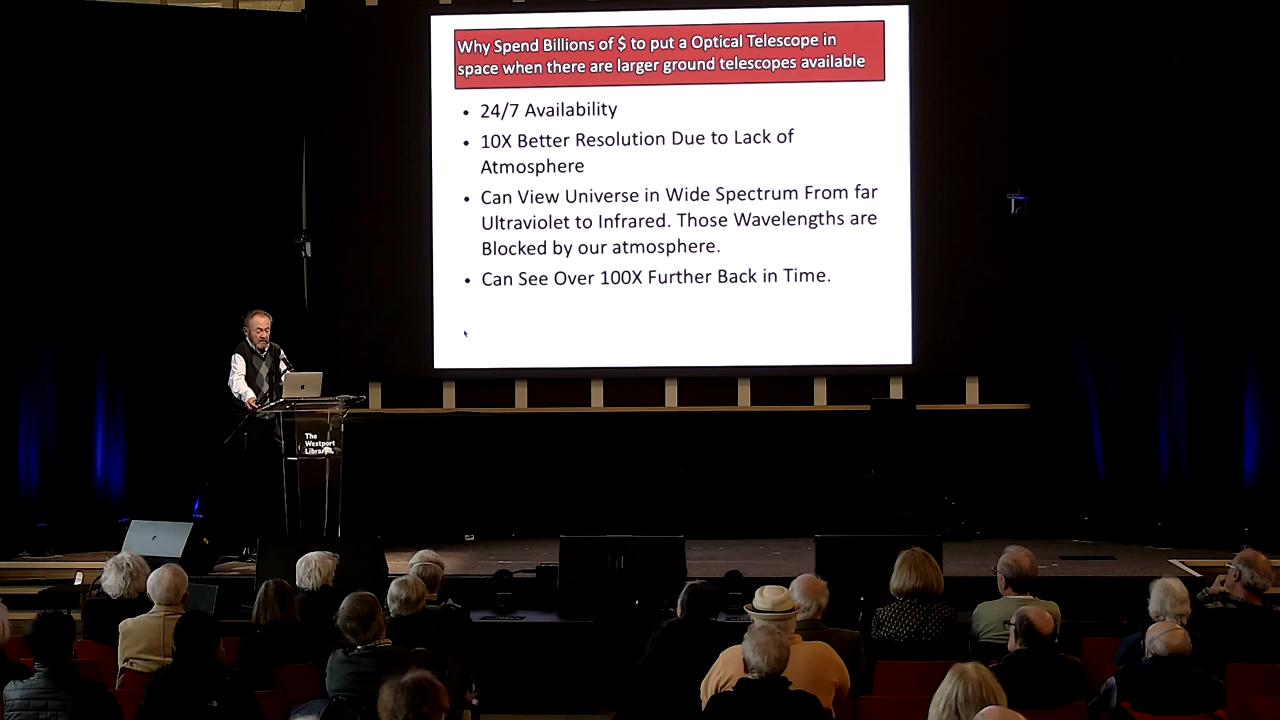 Why Spend Billions of $ to put a Optical Telescope in
space when there are larger ground telescopes available
• 24/7 Availability
• 10X Better Resolution Due to Lack of
Atmosphere
• Can View Universe in Wide Spectrum From far
Ultraviolet to Infrared. Those Wavelengths are
Blocked by our atmosphere.
• Can See Over 100X Further Back in Time.
The
Westport
Library